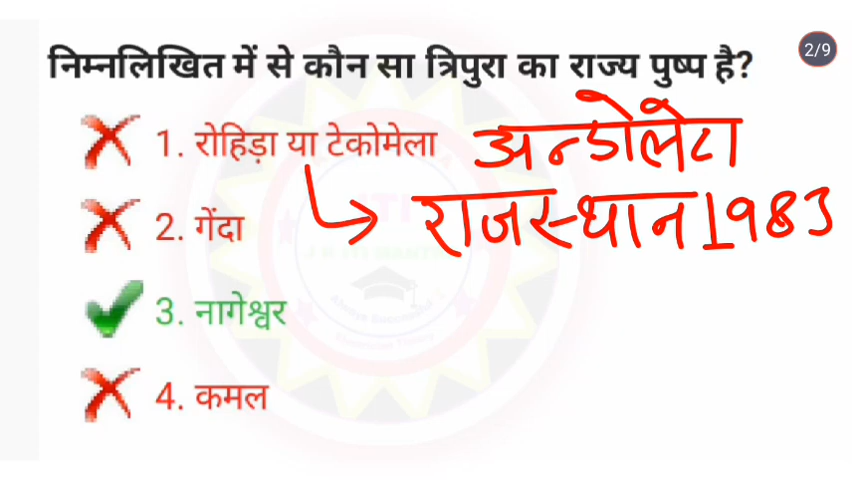 2/9
निम्नलिखित में से कौन सा त्रिपुरा का राज्य पुष्प है?
1. रोहिड़ा या टेकोमेला अन्डोलेटा
राजस्थान 1983
2. गेंदा
3. नागेश्वर
4. कमल